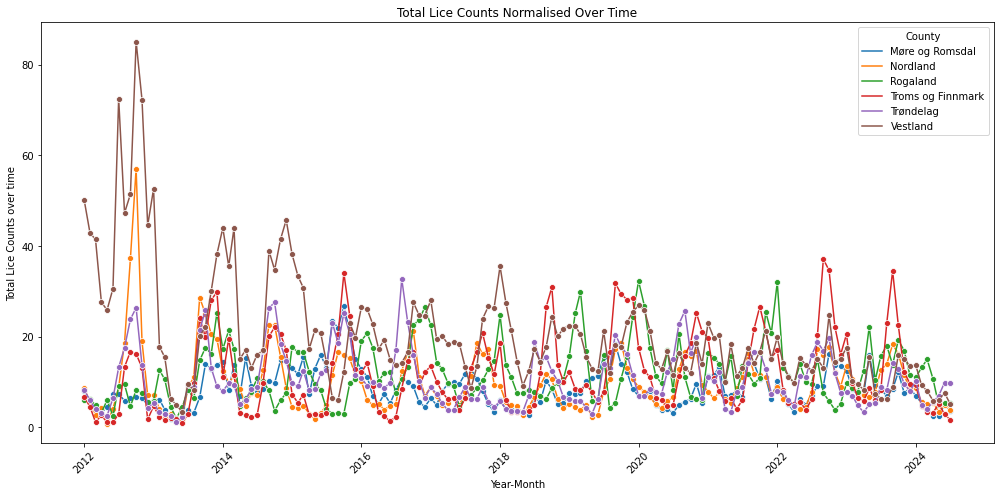 Total Lice Counts Normalised Over Time
County
Møre og Romsdal
Nordland
Rogaland
Troms og Finnmark
Trøndelag
Vestland
Total Lice Counts over time
80
60
40
20
0
2012
2014
2016
2018
2020
2022
2024
Year-Month